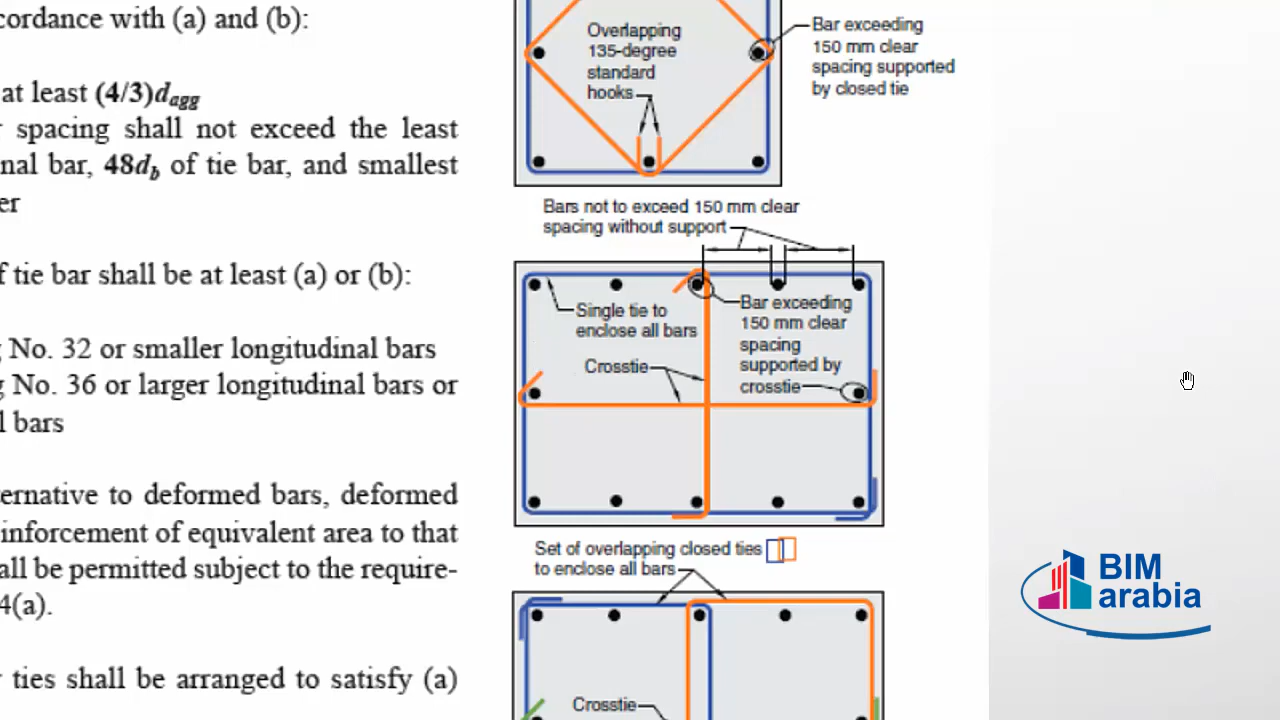 ccordance with (a) and (b):
at least (4/3)dagg
spacing shall not exceed the least
nal bar, 48db of tie bar, and smallest
er
f tie bar shall be at least (a) or (b):
g No. 32 or smaller longitudinal bars
g No. 36 or larger longitudinal bars or
l bars
ternative to deformed bars, deformed
inforcement of equivalent area to that
all be permitted subject to the require-
4(a).
r ties shall be arranged to satisfy (a)
Overlapping
135-degree
standard
hooks
Bar exceeding
150 mm clear
spacing supported
by closed tie
Bars not to exceed 150 mm clear
spacing without support
Single tie to
enclose all bars
Crosstie
Bar exceeding
150 mm clear
spacing
supported by
crosstie
Set of overlapping closed ties
to enclose all bars
Crosstie
BIM
arabia